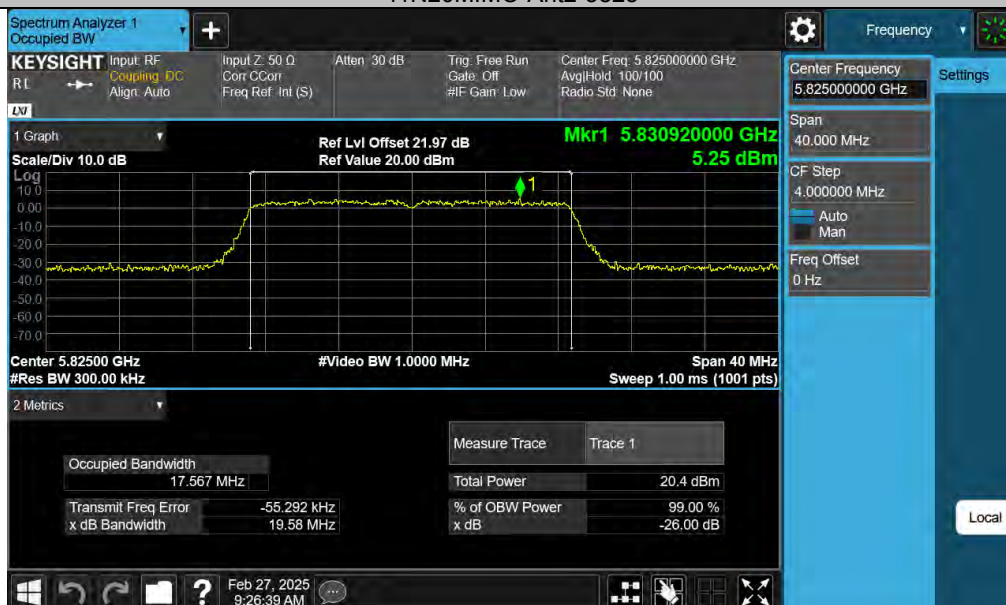 Spectrum Analyzer 1
Occupied BW
+
Frequency
KEYSIGHT
Input: RF
Coupling: DC
Align: Auto
Input Z: 50 Ω
Corr CCorr
Freq Ref: Int (S)
Atten: 30 dB
Trig: Free Run
Gate: Off
#IF Gain: Low
Center Freq: 5.825000000 GHz
Avg|Hold: 100/100
Radio Std: None
LXI
Center Frequency
5.825000000 GHz
Settings
Span
40.000 MHz
CF Step
4.000000 MHz
Auto
Man
Freq Offset
0 Hz
1 Graph
Scale/Div 10.0 dB
Ref Lvl Offset 21.97 dB
Ref Value 20.00 dBm
Mkr1 5.830920000 GHz
5.25 dBm
Log
10.0
0.00
-10.0
-20.0
-30.0
-40.0
-50.0
-60.0
-70.0
1
Center 5.82500 GHz
#Video BW 1.0000 MHz
Span 40 MHz
#Res BW 300.00 kHz
Sweep 1.00 ms (1001 pts)
2 Metrics
Measure Trace
Trace 1
Occupied Bandwidth
17.567 MHz
Total Power
20.4 dBm
Transmit Freq Error
-55.292 kHz
% of OBW Power
99.00 %
x dB Bandwidth
19.58 MHz
x dB
-26.00 dB
Local
?
Feb 27, 2025
9:26:39 AM